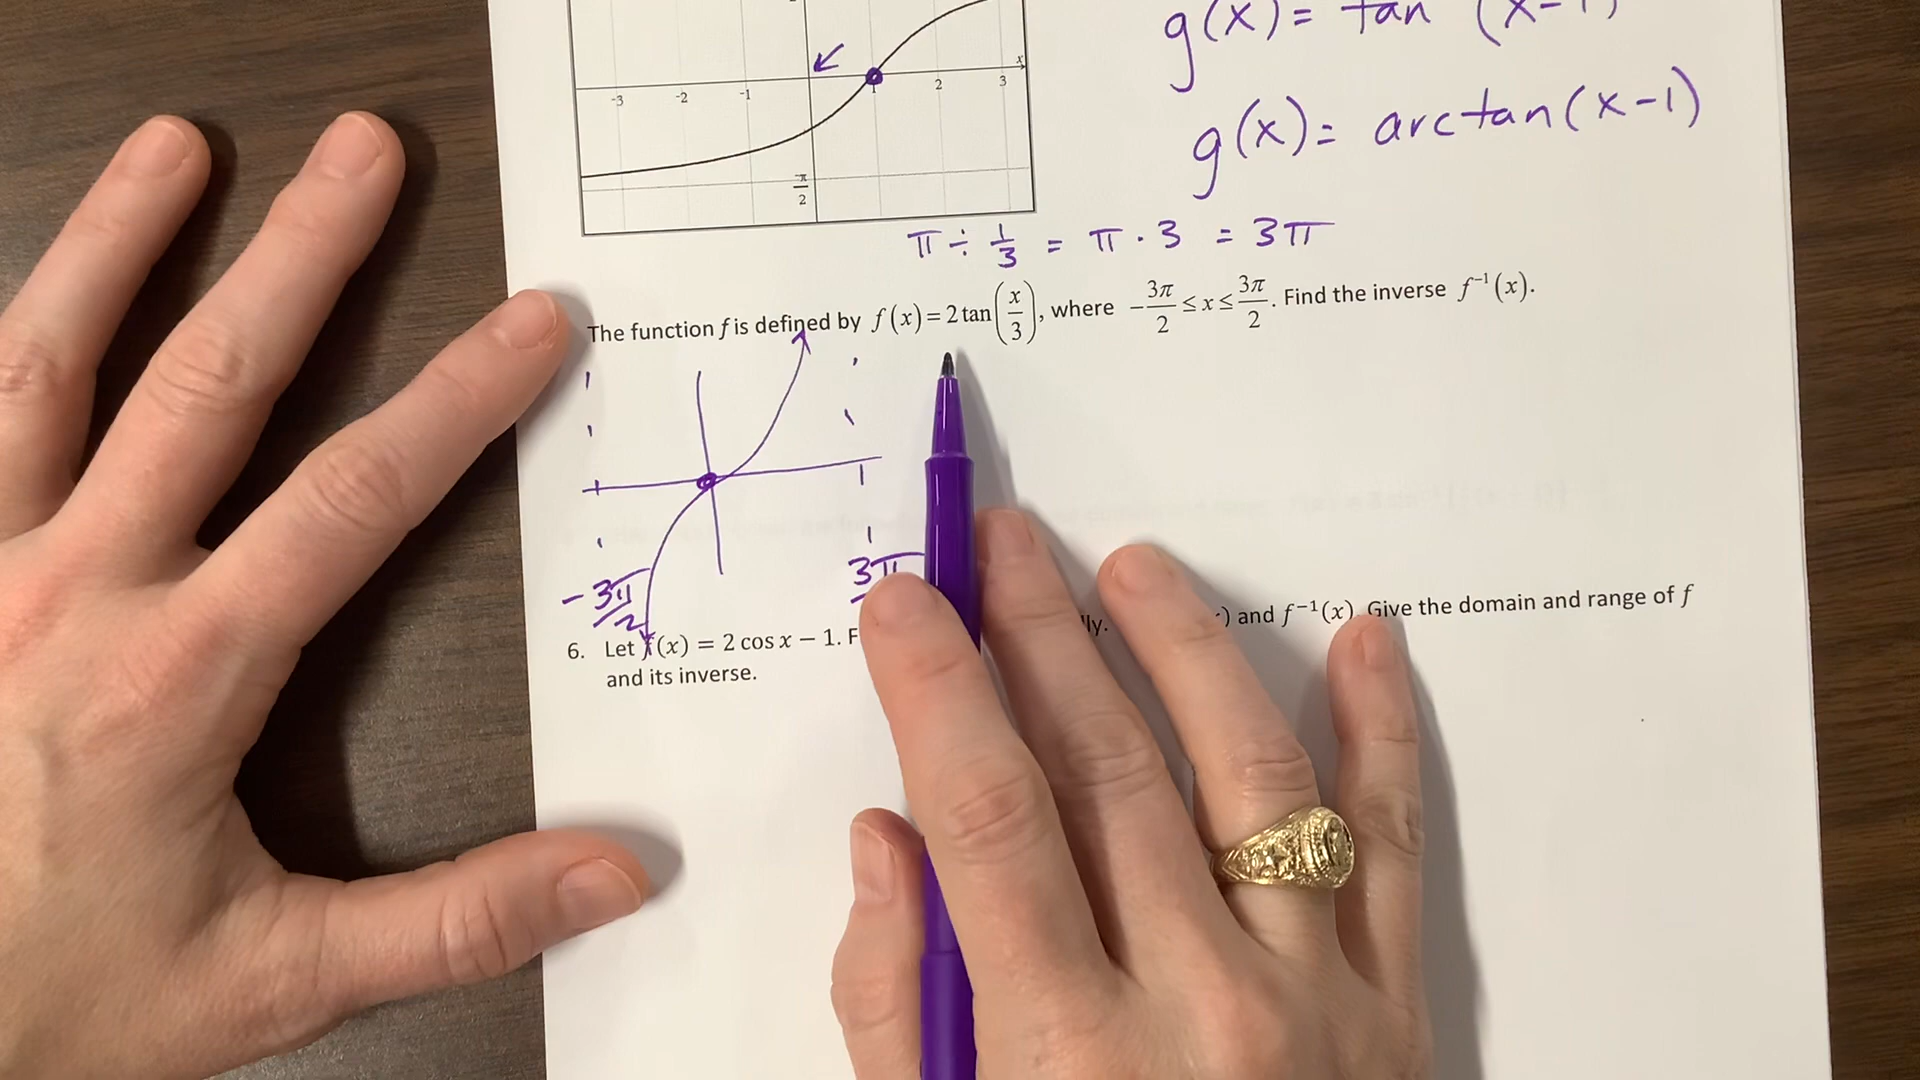 g(x) = tan (x-1)
x
-3 -2 -1 1 2 3
g(x) = arctan(x-1)
π/2
π ÷ 1/3 = π · 3 = 3π
The function f is defined by f(x) = 2 tan(x/3), where -3π/2 ≤ x ≤ 3π/2. Find the inverse f⁻¹(x).
-3π/2 3π
ly. ) and f⁻¹(x). Give the domain and range of f
6. Let f(x) = 2 cos x − 1. F
and its inverse.